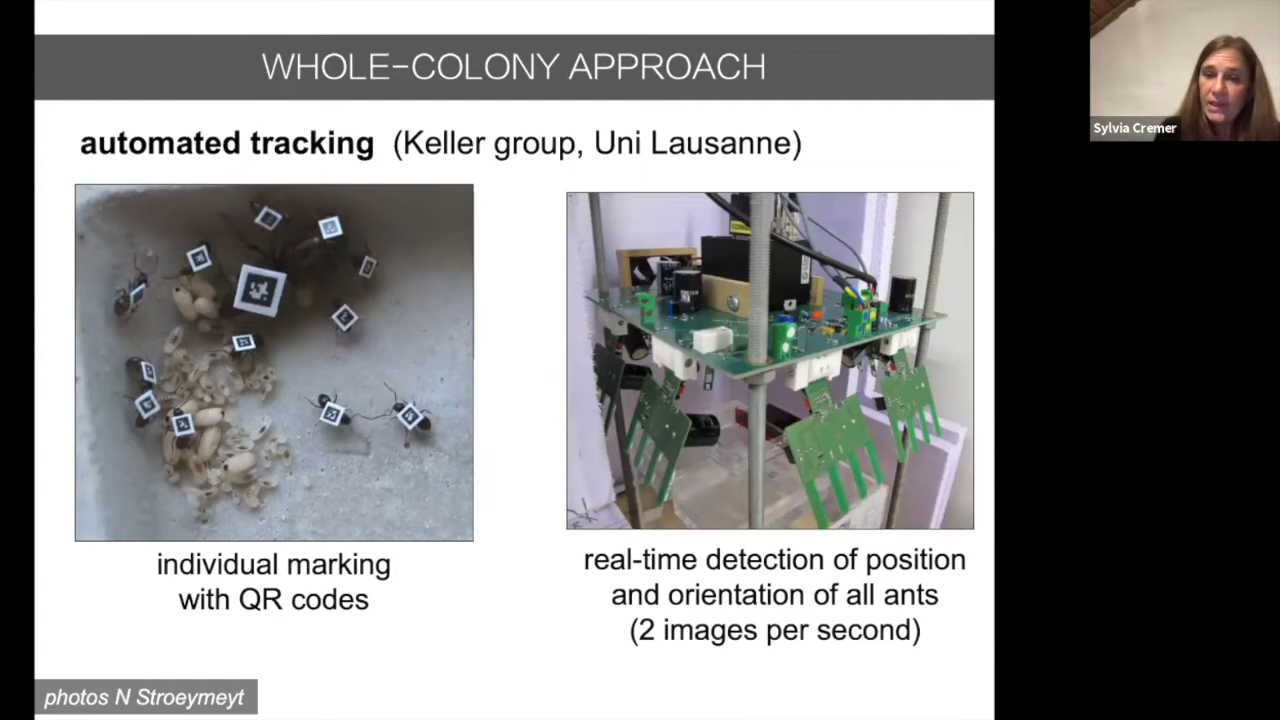 WHOLE-COLONY APPROACH
automated tracking (Keller group, Uni Lausanne)
individual marking
with QR codes
real-time detection of position
and orientation of all ants
(2 images per second)
photos N Stroeymeyt
Sylvia Cremer